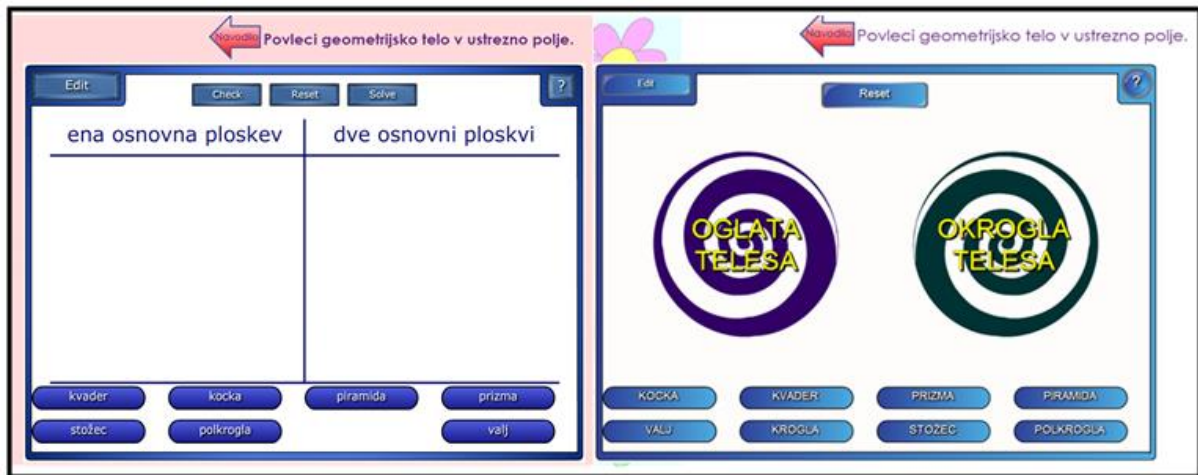 Navodilo Povleci geometrijsko telo v ustrezno polje.
Edit
Check Reset Solve
?
ena osnovna ploskev dve osnovni ploskvi
kvader kocka piramida prizma
stožec polkrogla valj
Navodilo Povleci geometrijsko telo v ustrezno polje.
Edit
Reset
?
OGLATA
TELESA
OKROGLA
TELESA
KOCKA KVADER PRIZMA PIRAMIDA
VALJ KROGLA STOŽEC POLKROGLA